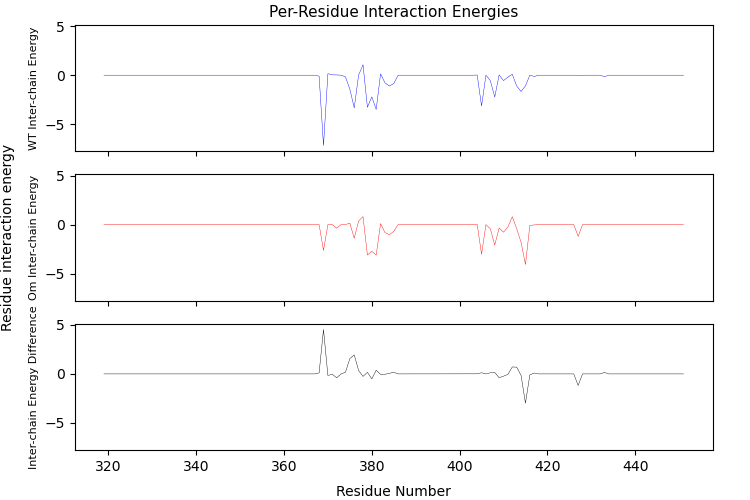 Per-Residue Interaction Energies
Residue interaction energy
WT Inter-chain Energy
5
0
−5
Om Inter-chain Energy
5
0
−5
Inter-chain Energy Difference
5
0
−5
320 340 360 380 400 420 440
Residue Number